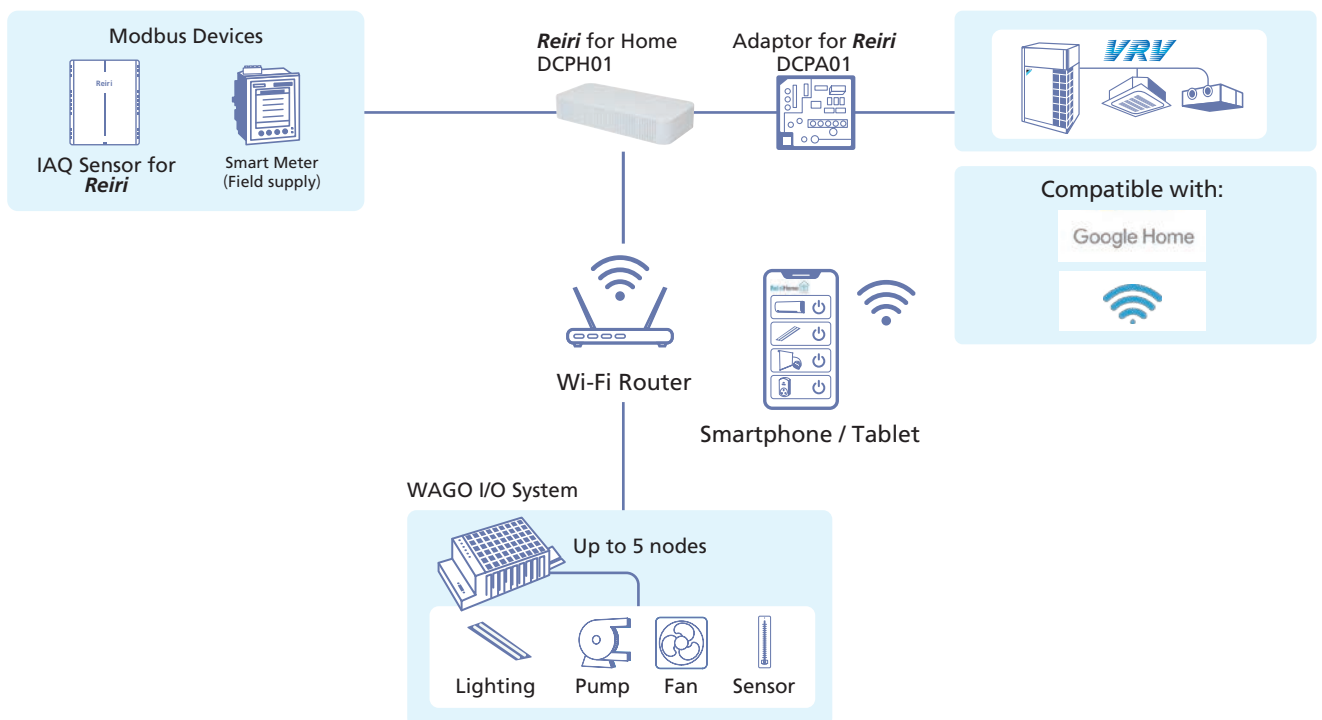 Modbus Devices
Reiri
IAQ Sensor for
Reiri
Smart Meter
(Field supply)
Reiri for Home
DCPH01
Adaptor for Reiri
DCPA01
VRV
Compatible with:
Google Home
Wi-Fi Router
ReiriHome
Smartphone / Tablet
WAGO I/O System
Up to 5 nodes
Lighting
Pump
Fan
Sensor